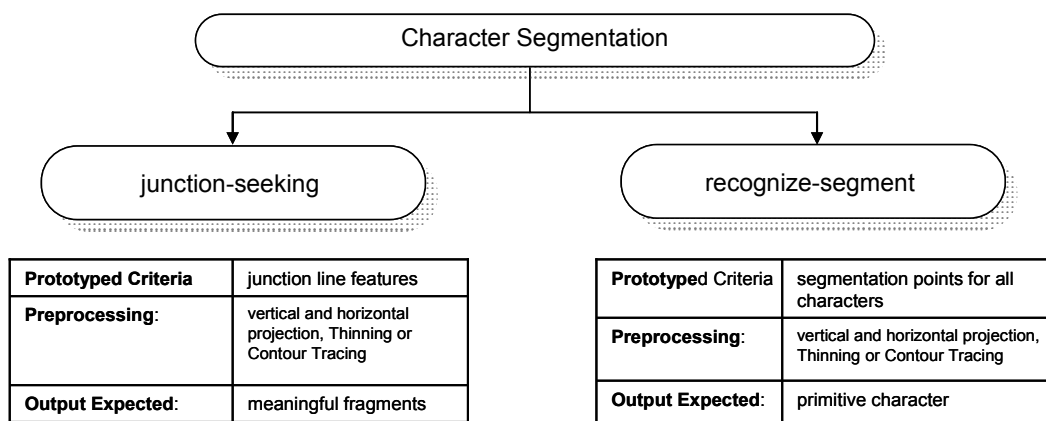 Character Segmentation
junction-seeking
recognize-segment
Prototyped Criteria junction line features
Preprocessing: vertical and horizontal
projection, Thinning or
Contour Tracing
Output Expected: meaningful fragments
Prototyped Criteria segmentation points for all
characters
Preprocessing: vertical and horizontal projection,
Thinning or Contour Tracing
Output Expected: primitive character